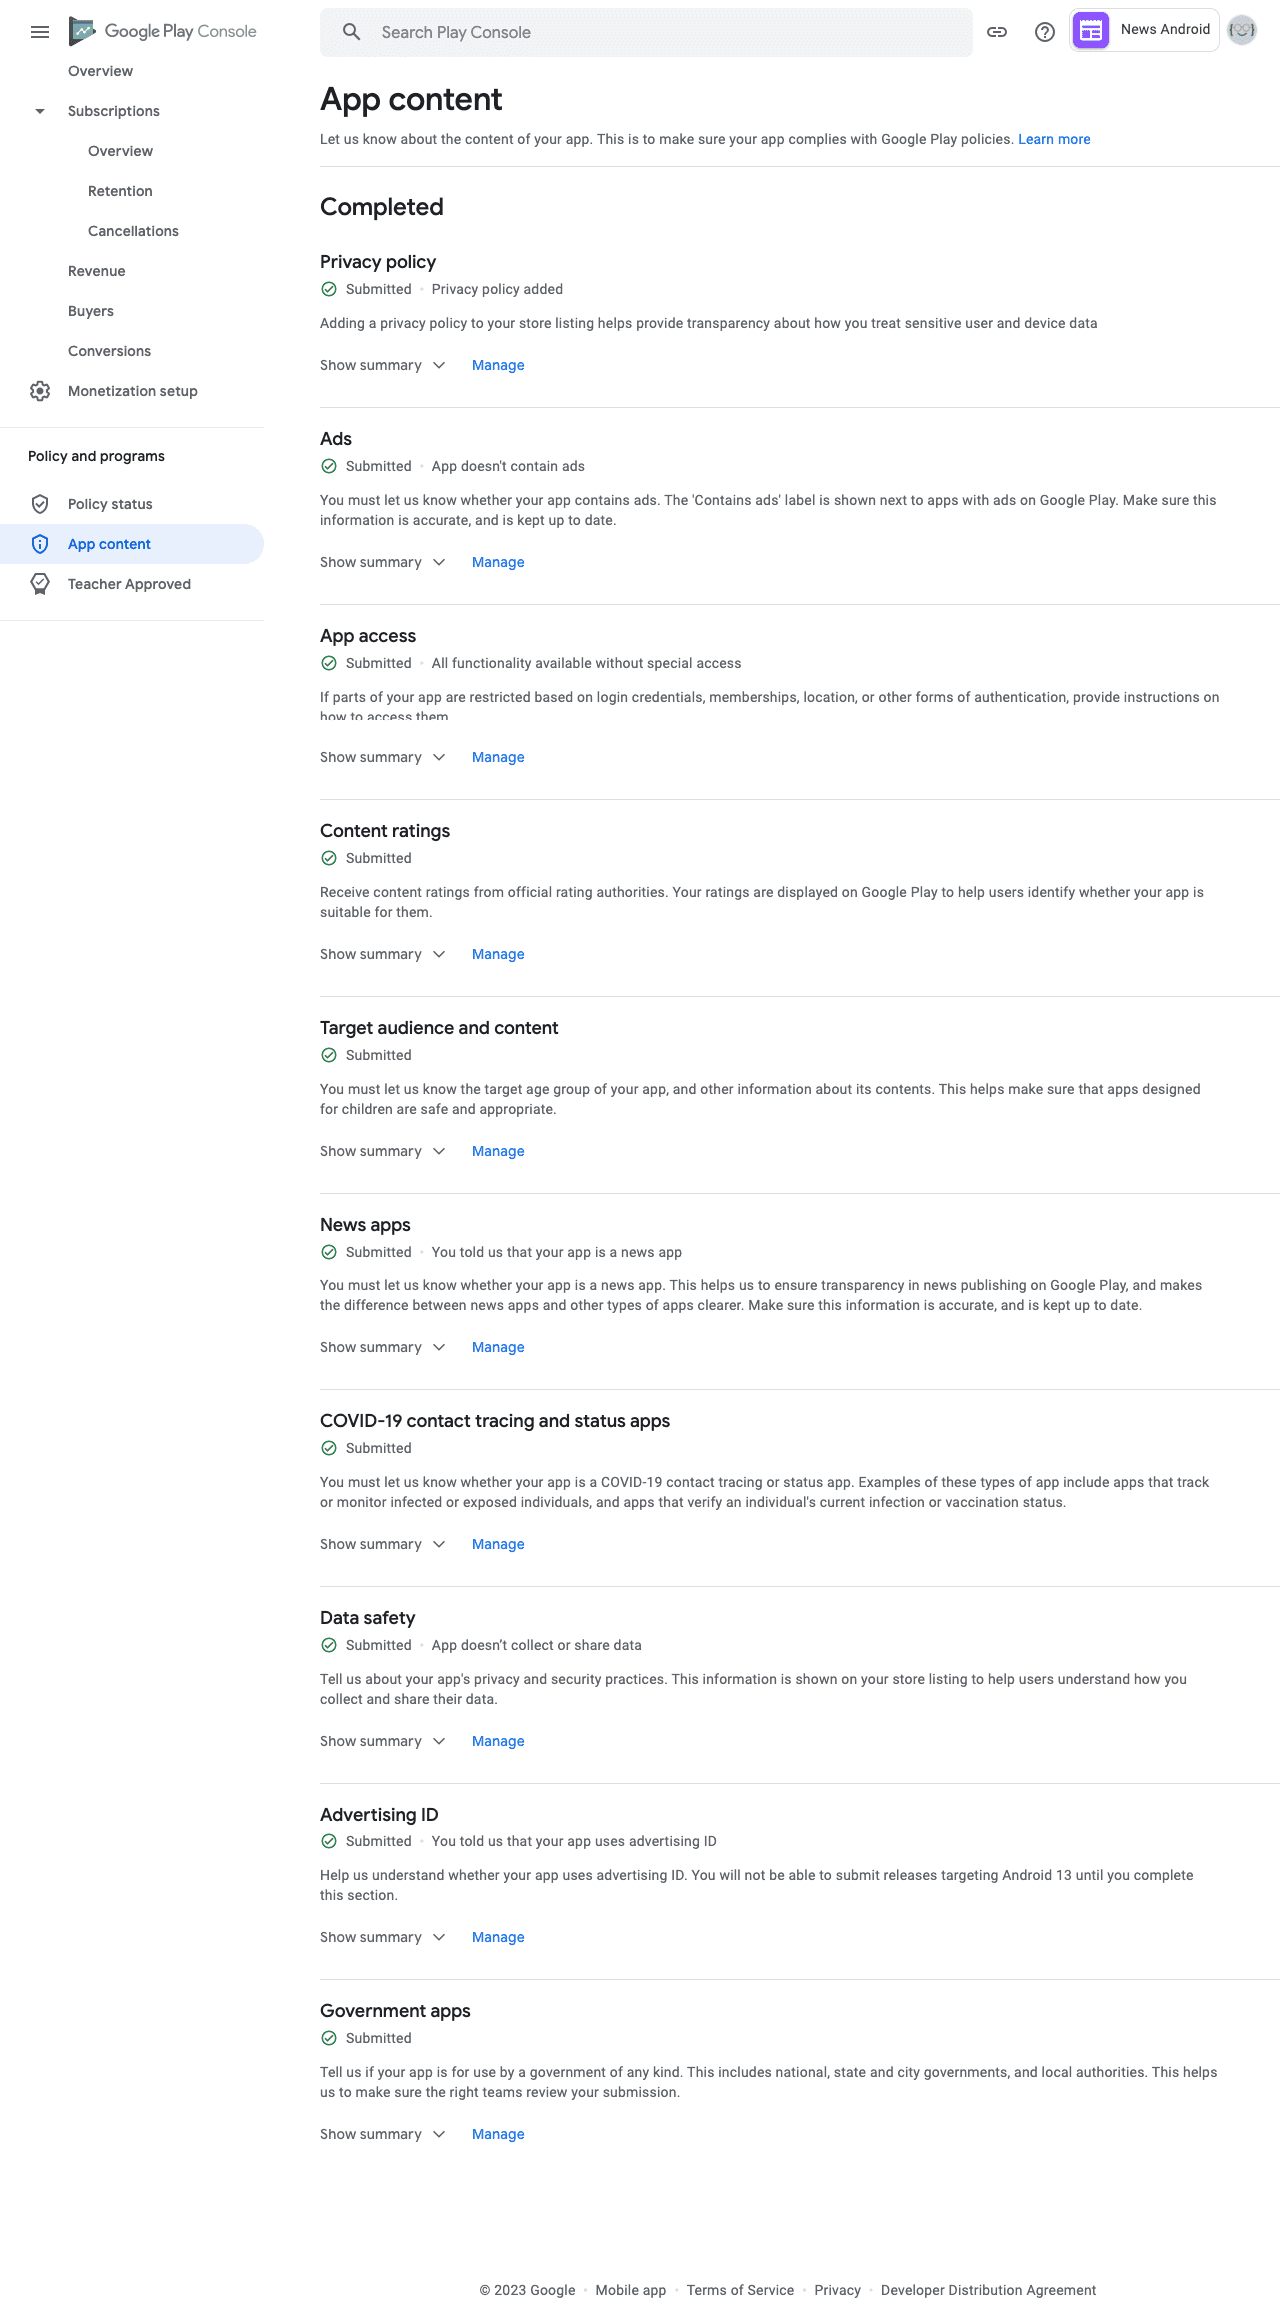 Google Play Console
Search Play Console
News Android
Overview
Subscriptions
Overview
Retention
Cancellations
Revenue
Buyers
Conversions
Monetization setup
Policy and programs
Policy status
App content
Teacher Approved
App content
Let us know about the content of your app. This is to make sure your app complies with Google Play policies. Learn more
Completed
Privacy policy
Submitted • Privacy policy added
Adding a privacy policy to your store listing helps provide transparency about how you treat sensitive user and device data
Show summary Manage
Ads
Submitted • App doesn't contain ads
You must let us know whether your app contains ads. The 'Contains ads' label is shown next to apps with ads on Google Play. Make sure this
information is accurate, and is kept up to date.
Show summary Manage
App access
Submitted • All functionality available without special access
If parts of your app are restricted based on login credentials, memberships, location, or other forms of authentication, provide instructions on
how to access them
Show summary Manage
Content ratings
Submitted
Receive content ratings from official rating authorities. Your ratings are displayed on Google Play to help users identify whether your app is
suitable for them.
Show summary Manage
Target audience and content
Submitted
You must let us know the target age group of your app, and other information about its contents. This helps make sure that apps designed
for children are safe and appropriate.
Show summary Manage
News apps
Submitted • You told us that your app is a news app
You must let us know whether your app is a news app. This helps us to ensure transparency in news publishing on Google Play, and makes
the difference between news apps and other types of apps clearer. Make sure this information is accurate, and is kept up to date.
Show summary Manage
COVID-19 contact tracing and status apps
Submitted
You must let us know whether your app is a COVID-19 contact tracing or status app. Examples of these types of app include apps that track
or monitor infected or exposed individuals, and apps that verify an individual's current infection or vaccination status.
Show summary Manage
Data safety
Submitted • App doesn’t collect or share data
Tell us about your app's privacy and security practices. This information is shown on your store listing to help users understand how you
collect and share their data.
Show summary Manage
Advertising ID
Submitted • You told us that your app uses advertising ID
Help us understand whether your app uses advertising ID. You will not be able to submit releases targeting Android 13 until you complete
this section.
Show summary Manage
Government apps
Submitted
Tell us if your app is for use by a government of any kind. This includes national, state and city governments, and local authorities. This helps
us to make sure the right teams review your submission.
Show summary Manage
© 2023 Google • Mobile app • Terms of Service • Privacy • Developer Distribution Agreement